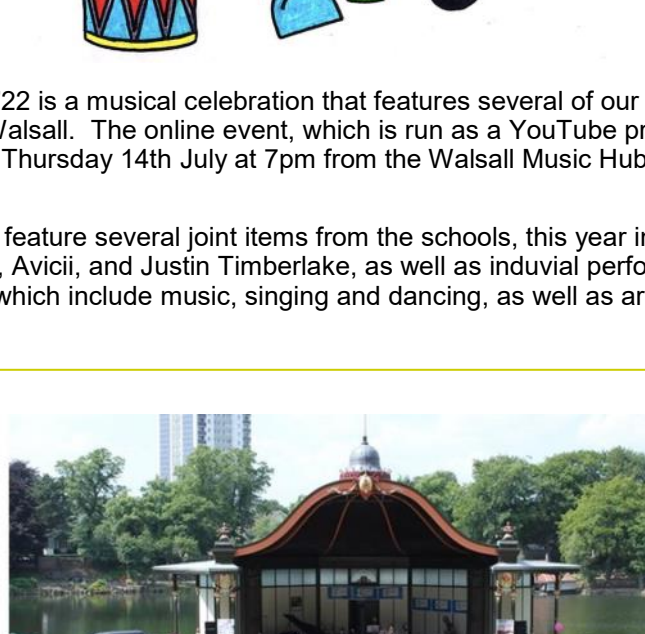 22 is a musical celebration that features several of our
Walsall. The online event, which is run as a YouTube pr
Thursday 14th July at 7pm from the Walsall Music Hub
feature several joint items from the schools, this year i
, Avicii, and Justin Timberlake, as well as induvial perfo
which include music, singing and dancing, as well as ar